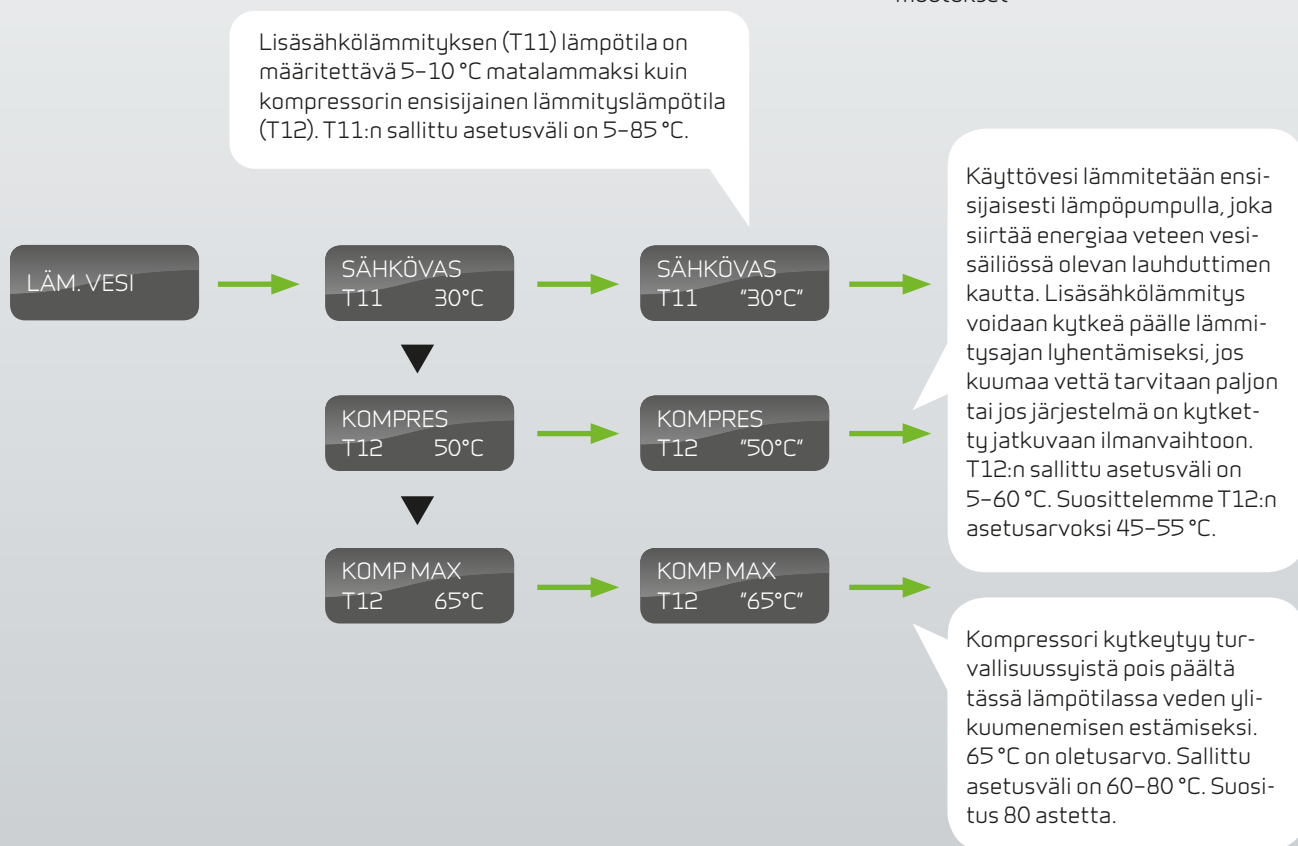 Lisäsähkölämmityksen (T11) lämpötila on
määritettävä 5–10 °C matalammaksi kuin
kompressorin ensisijainen lämmityslämpötila
(T12). T11:n sallittu asetusväli on 5–85 °C.
LÄM. VESI
SÄHKÖVAS
T11 30°C
SÄHKÖVAS
T11 "30°C"
KOMPRES
T12 50°C
KOMPRES
T12 "50°C"
KOMP MAX
T12 65°C
KOMP MAX
T12 "65°C"
Käyttövesi lämmitetään ensi-
sijaisesti lämpöpumpulla, joka
siirtää energiaa veteen vesi-
säiliössä olevan lauhduttimen
kautta. Lisäsähkölämmitys
voidaan kytkeä päälle lämmi-
tysajan lyhentämiseksi, jos
kuumaa vettä tarvitaan paljon
tai jos järjestelmä on kytket-
ty jatkuvaan ilmanvaihtoon.
T12:n sallittu asetusväli on
5–60 °C. Suosittelemme T12:n
asetusarvoksi 45–55 °C.
Kompressori kytkeytyy tur-
vallisuussyistä pois päältä
tässä lämpötilassa veden yli-
kuumenemisen estämiseksi.
65 °C on oletusarvo. Sallittu
asetusväli on 60–80 °C. Suosi-
tus 80 astetta.